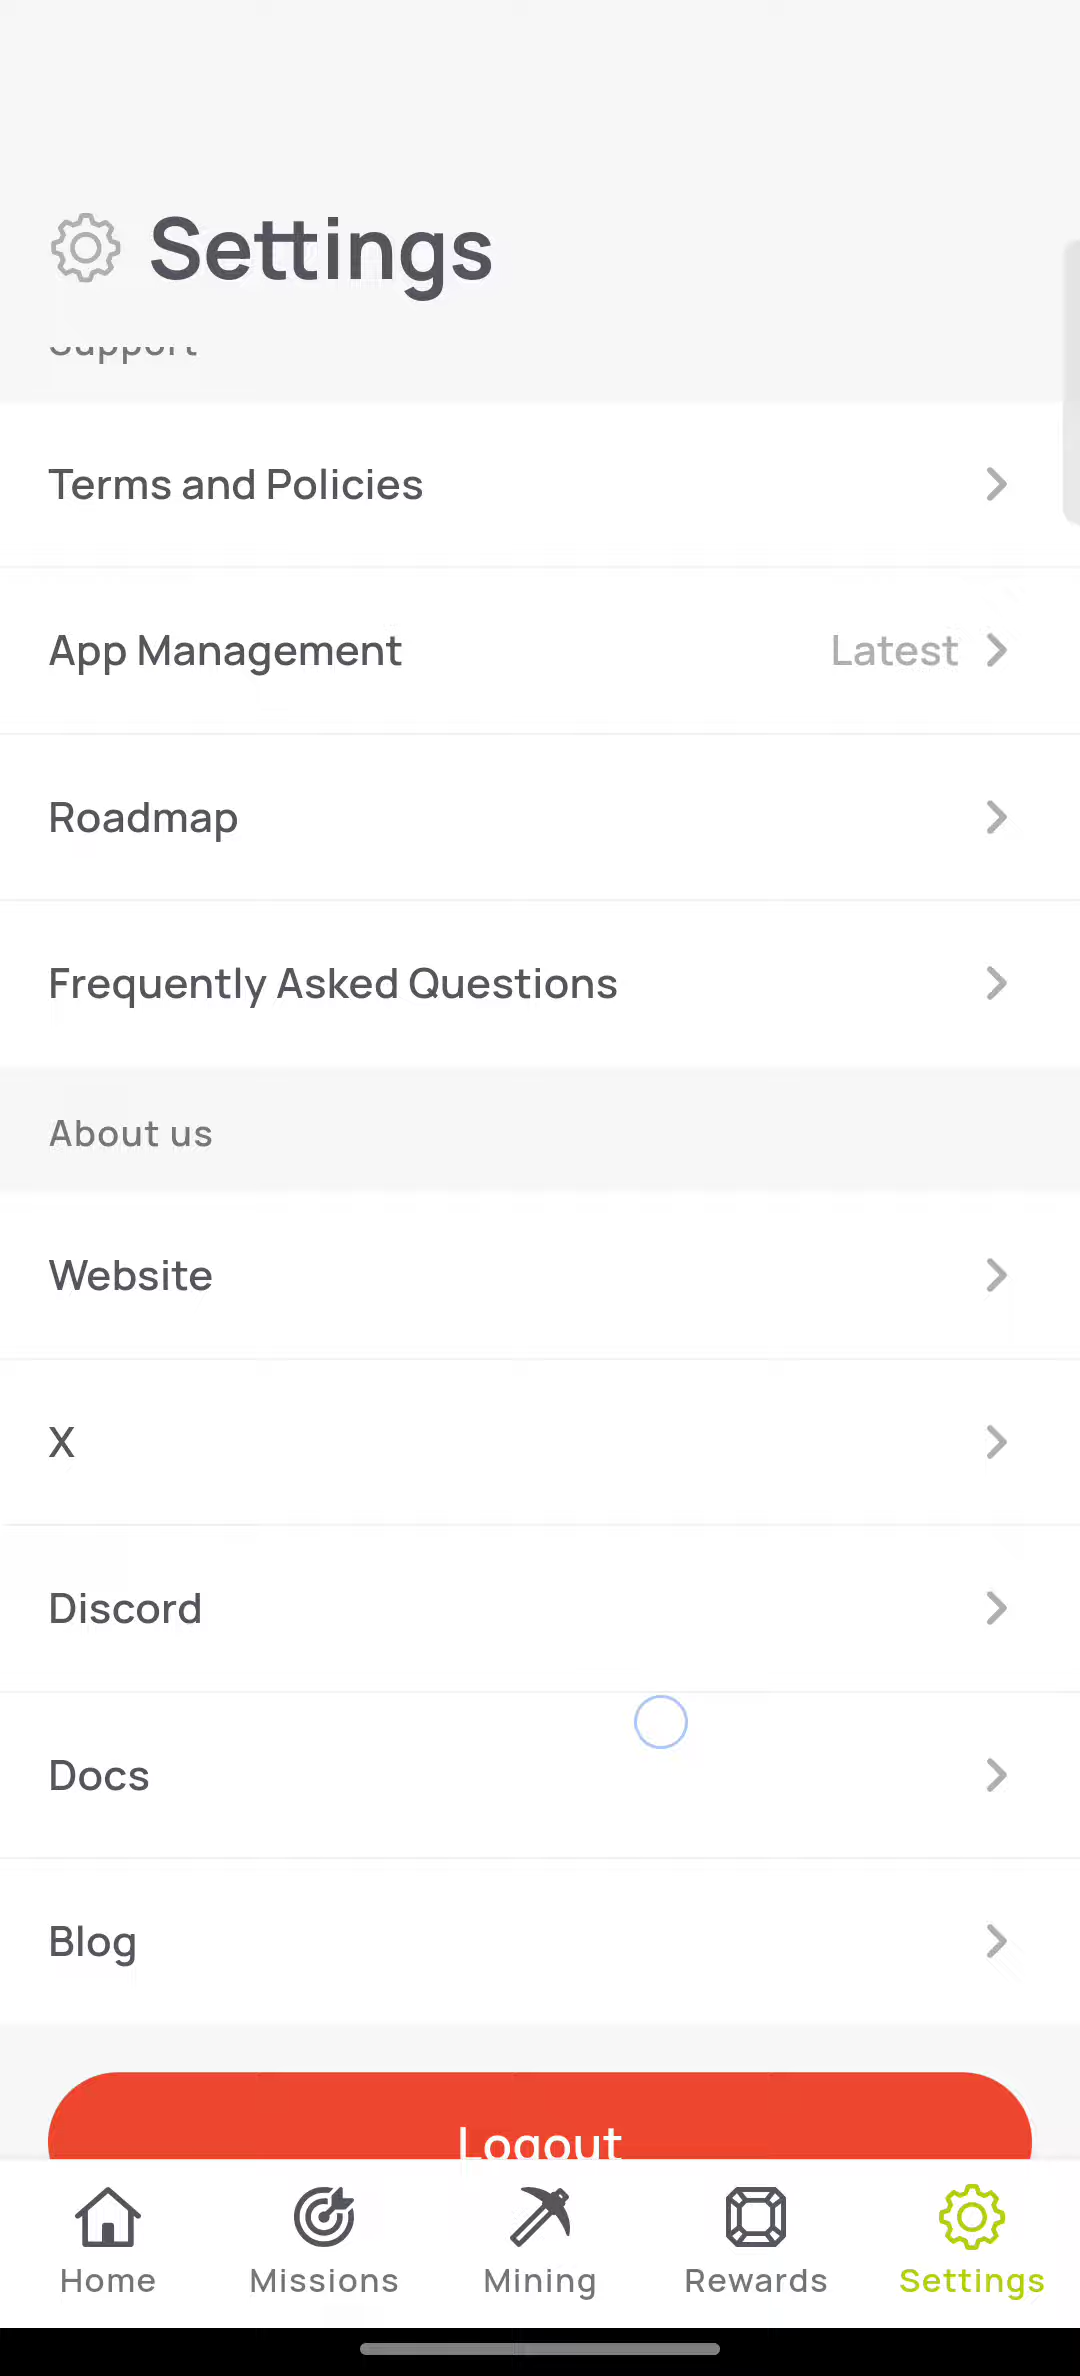 Settings
Support
Terms and Policies
App Management Latest
Roadmap
Frequently Asked Questions
About us
Website
X
Discord
Docs
Blog
Logout
Home Missions Mining Rewards Settings